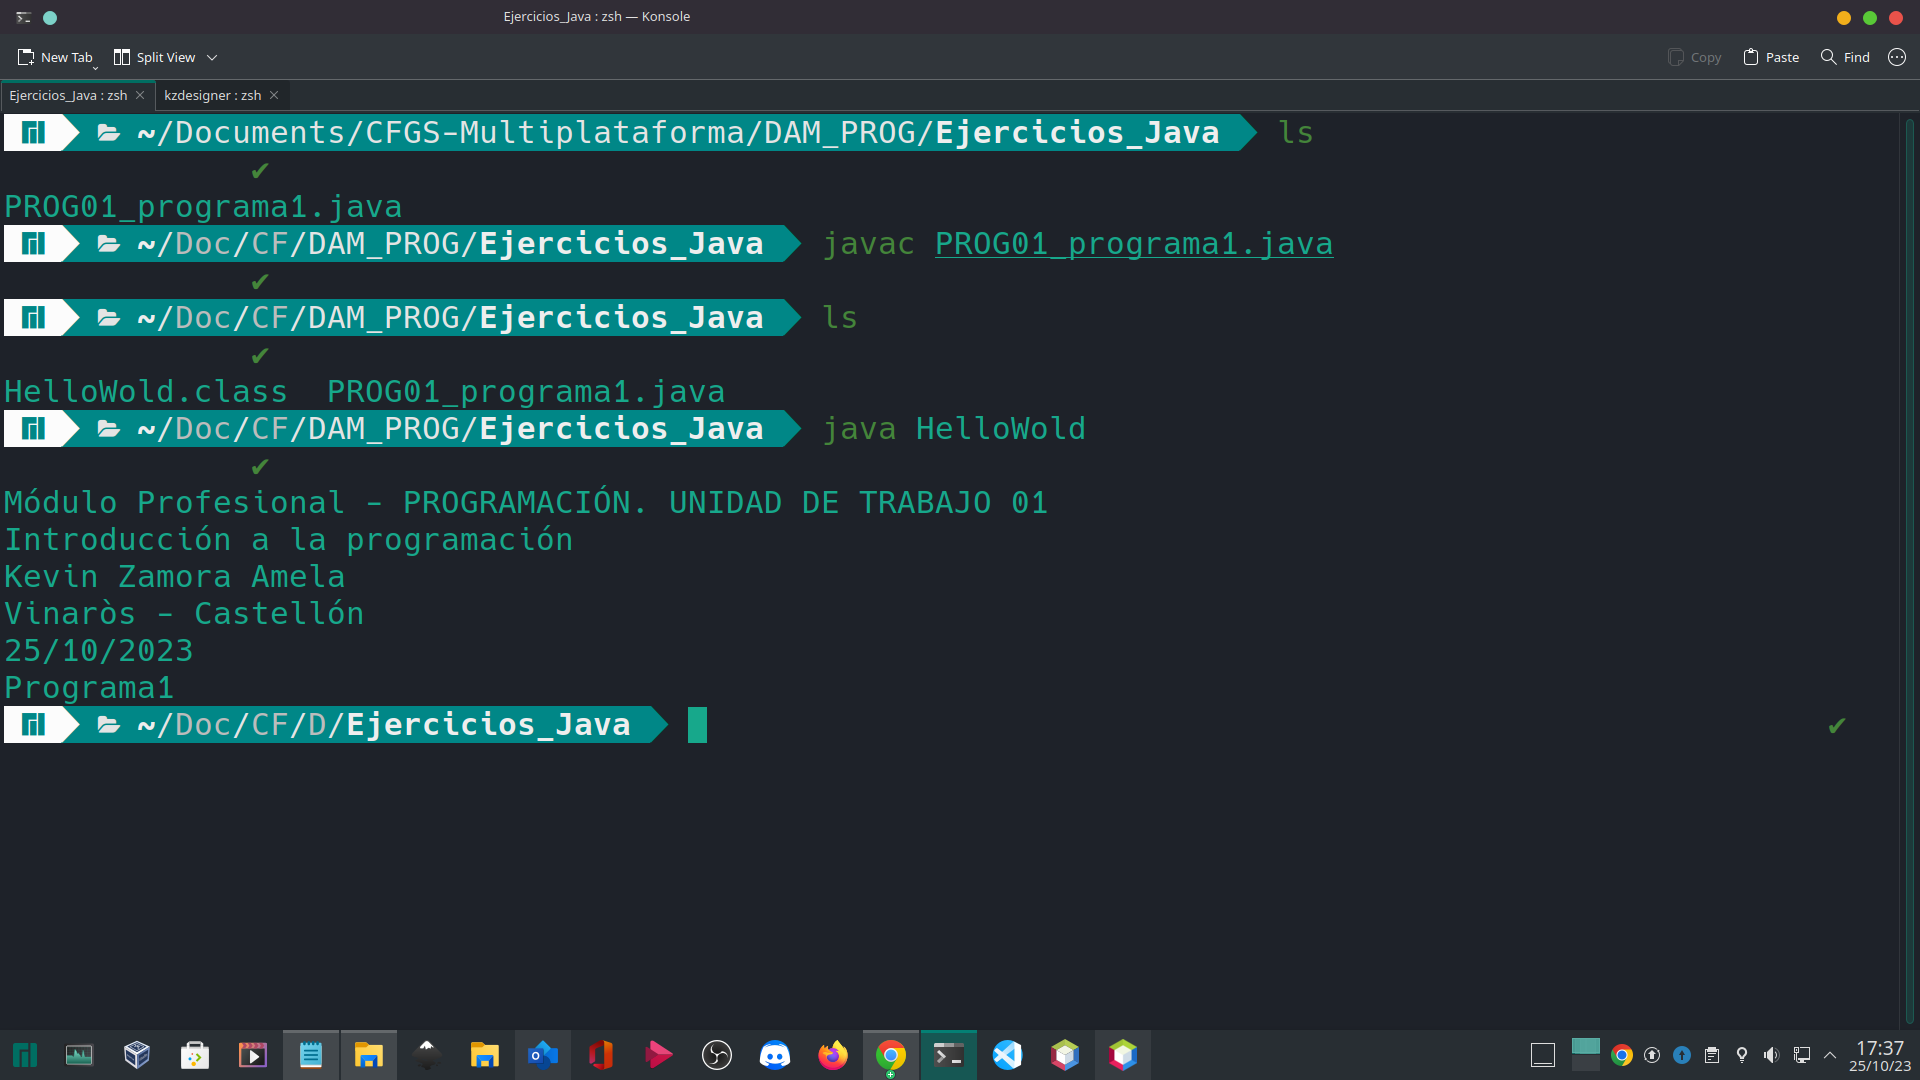 Ejercicios_Java : zsh — Konsole
New Tab Split View Copy Paste Find
Ejercicios_Java : zsh kzdesigner : zsh
~/Documents/CFGS-Multiplataforma/DAM_PROG/Ejercicios_Java ls
✔
PROG01_programa1.java
~/Doc/CF/DAM_PROG/Ejercicios_Java javac PROG01_programa1.java
✔
~/Doc/CF/DAM_PROG/Ejercicios_Java ls
✔
HelloWold.class PROG01_programa1.java
~/Doc/CF/DAM_PROG/Ejercicios_Java java HelloWold
✔
Módulo Profesional - PROGRAMACIÓN. UNIDAD DE TRABAJO 01
Introducción a la programación
Kevin Zamora Amela
Vinaròs - Castellón
25/10/2023
Programa1
~/Doc/CF/D/Ejercicios_Java ✔
17:37
25/10/23